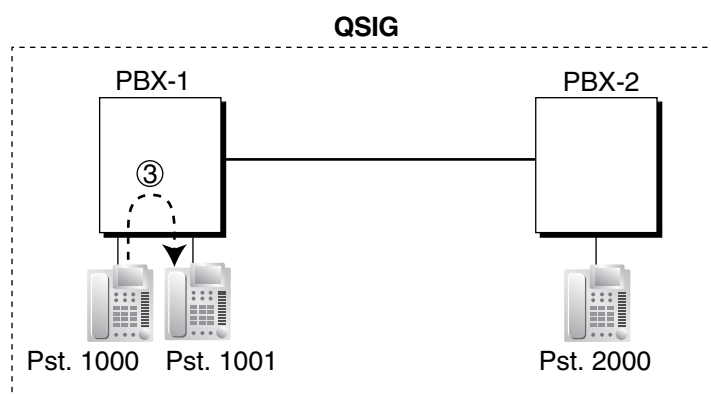 QSIG
PBX-1
PBX-2
③
Pst. 1000
Pst. 1001
Pst. 2000